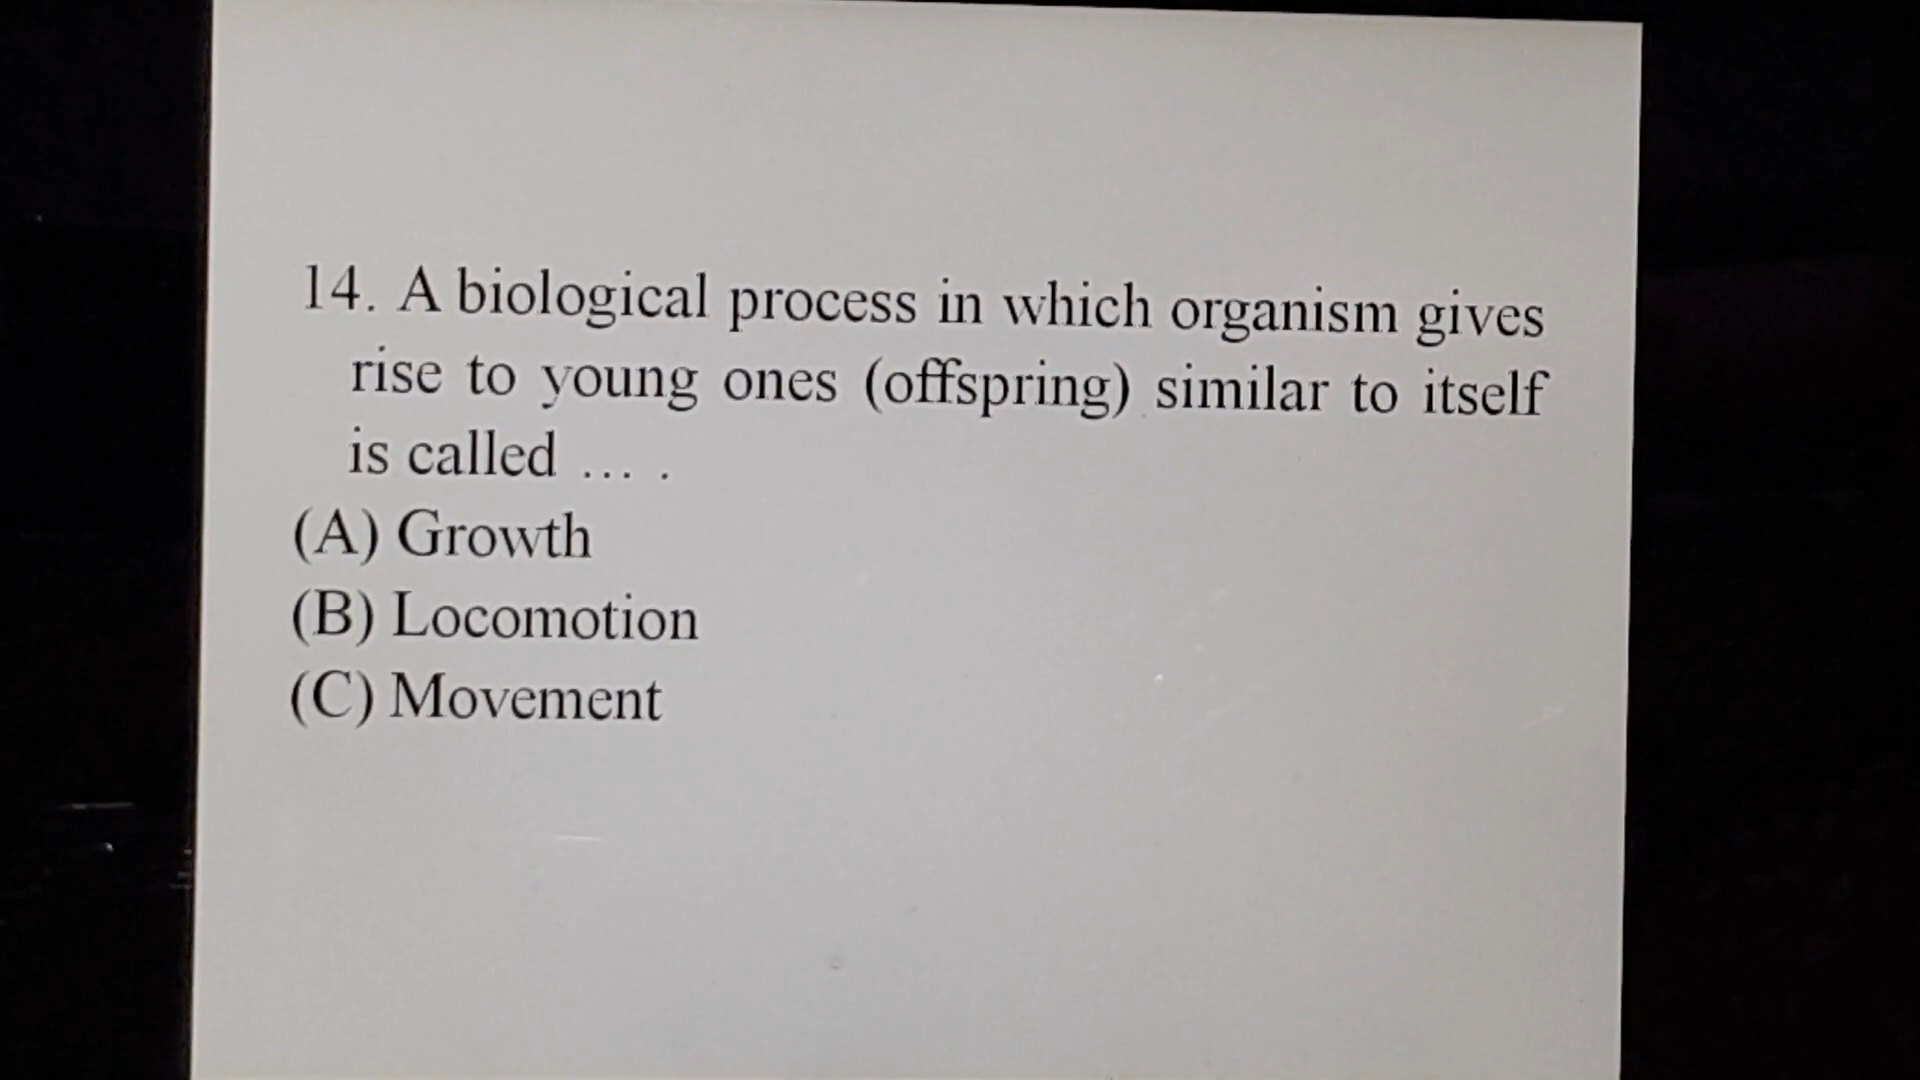 14. A biological process in which organism gives
rise to young ones (offspring) similar to itself
is called ... .
(A) Growth
(B) Locomotion
(C) Movement